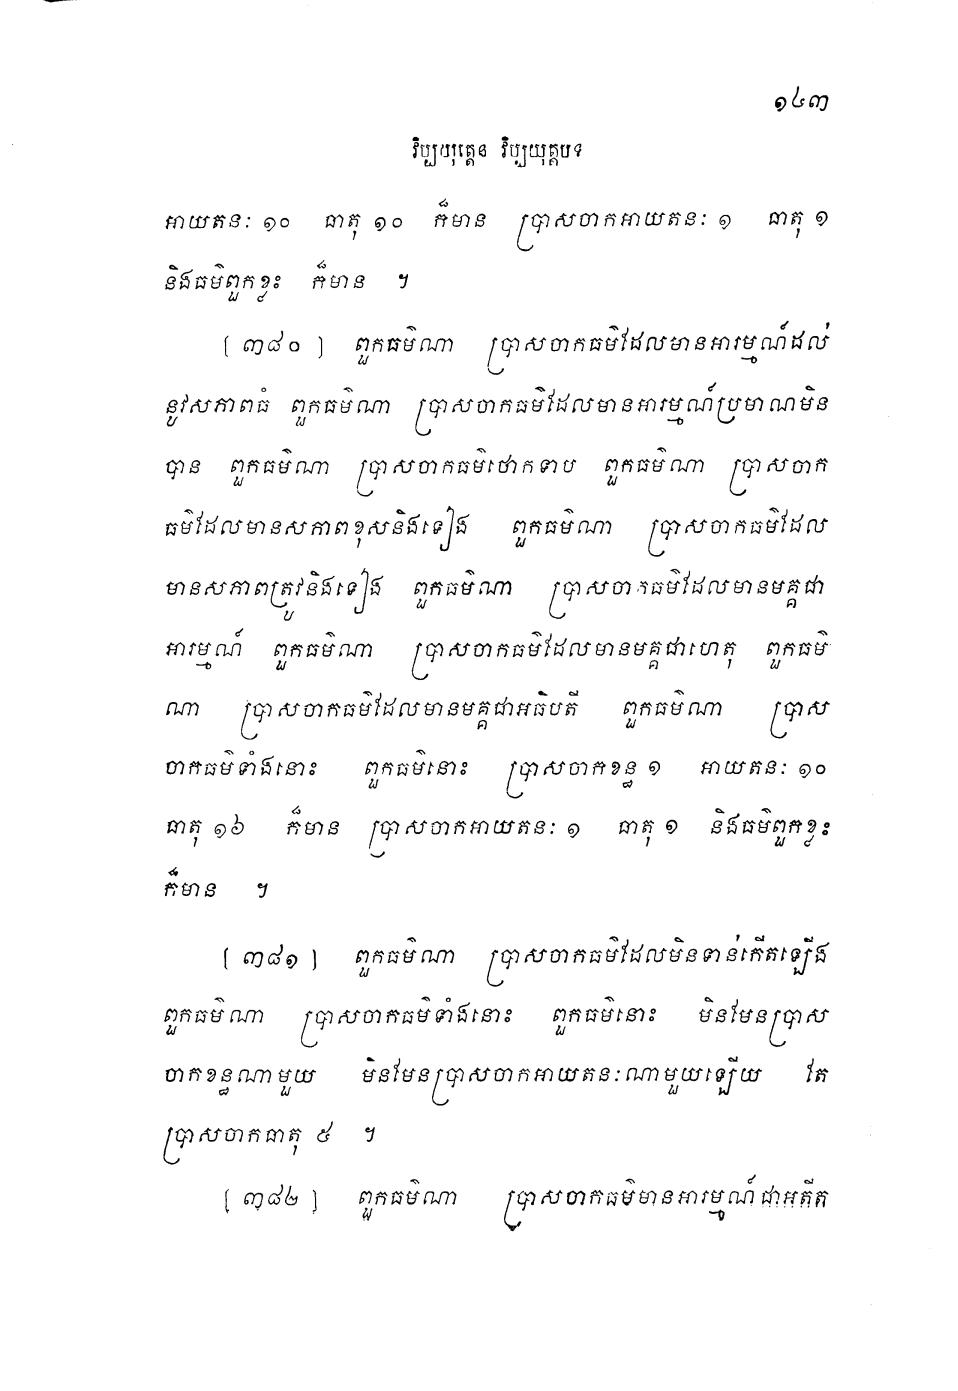 ១៤៣
វិប្បយុត្តេន វិប្បយុត្តបទ
អាយតនៈ ១០ ធាតុ ១០ ក៏មាន ប្រាសចាកអាយតនៈ ១ ធាតុ ១
និងធម៌ពួកខ្លះ ក៏មាន ។
[ ៣៨០ ] ពួកធម៌ណា ប្រាសចាកធម៌ដែលមានអារម្មណ៍ដល់
នូវសភាពធំ ពួកធម៌ណា ប្រាសចាកធម៌ដែលមានអារម្មណ៍ប្រមាណមិន
បាន ពួកធម៌ណា ប្រាសចាកធម៌ថោកទាប ពួកធម៌ណា ប្រាសចាក
ធម៌ដែលមានសភាពខុសនិងទៀង ពួកធម៌ណា ប្រាសចាកធម៌ដែល
មានសភាពត្រូវនិងទៀង ពួកធម៌ណា ប្រាសចាកធម៌ដែលមានមគ្គជា
អារម្មណ៍ ពួកធម៌ណា ប្រាសចាកធម៌ដែលមានមគ្គជាហេតុ ពួកធម៌
ណា ប្រាសចាកធម៌ដែលមានមគ្គជាអធិបតី ពួកធម៌ណា ប្រាស
ចាកធម៌ទាំងនោះ ពួកធម៌នោះ ប្រាសចាកខន្ធ ១ អាយតនៈ ១០
ធាតុ ១៦ ក៏មាន ប្រាសចាកអាយតនៈ ១ ធាតុ ១ និងធម៌ពួកខ្លះ
ក៏មាន ។
[ ៣៨១ ] ពួកធម៌ណា ប្រាសចាកធម៌ដែលមិនទាន់កើតឡើង
ពួកធម៌ណា ប្រាសចាកធម៌ទាំងនោះ ពួកធម៌នោះ មិនមែនប្រាស
ចាកខន្ធណាមួយ មិនមែនប្រាសចាកអាយតនៈណាមួយឡើយ តែ
ប្រាសចាកធាតុ ៥ ។
[ ៣៨២ ] ពួកធម៌ណា ប្រាសចាកធម៌មានអារម្មណ៍ជាអតីត